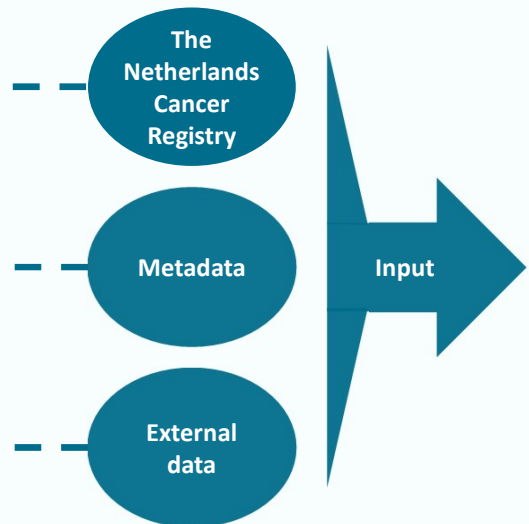 The
Netherlands
Cancer
Registry
Metadata
Input
External
data